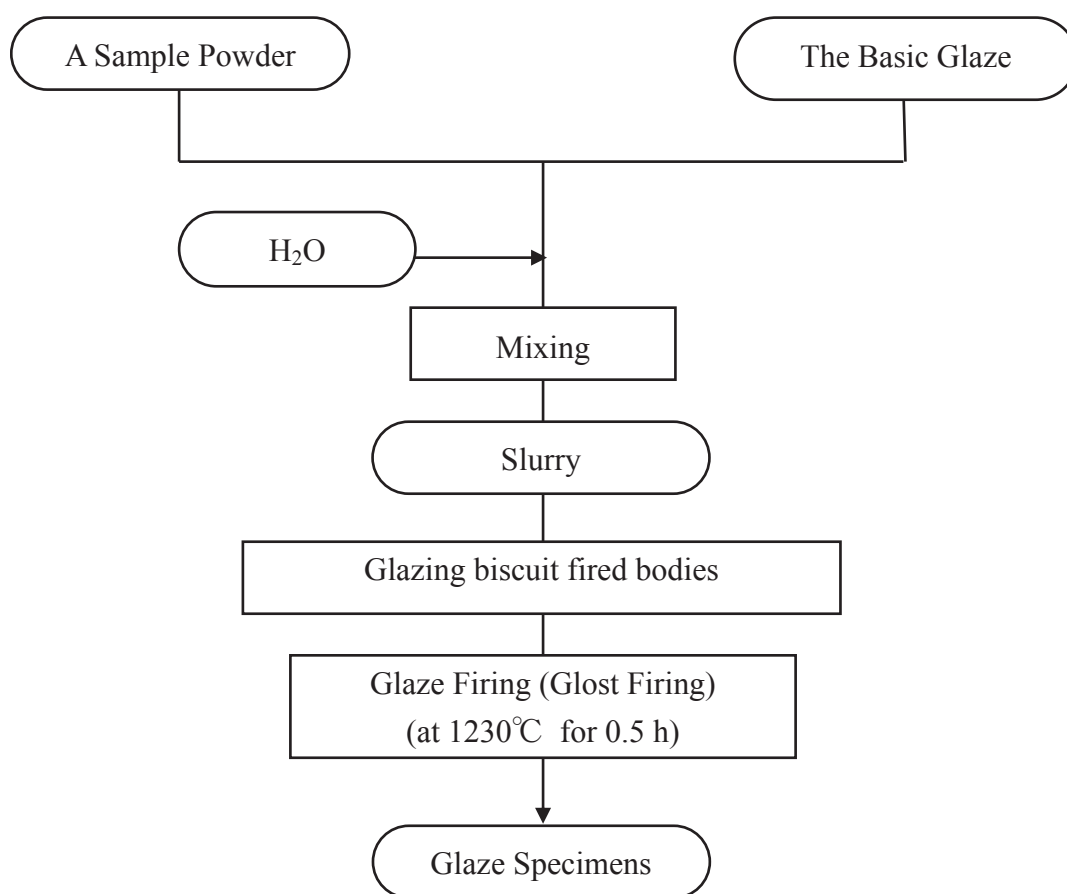 A Sample Powder
The Basic Glaze
H₂O
Mixing
Slurry
Glazing biscuit fired bodies
Glaze Firing (Glost Firing)
(at 1230℃ for 0.5 h)
Glaze Specimens